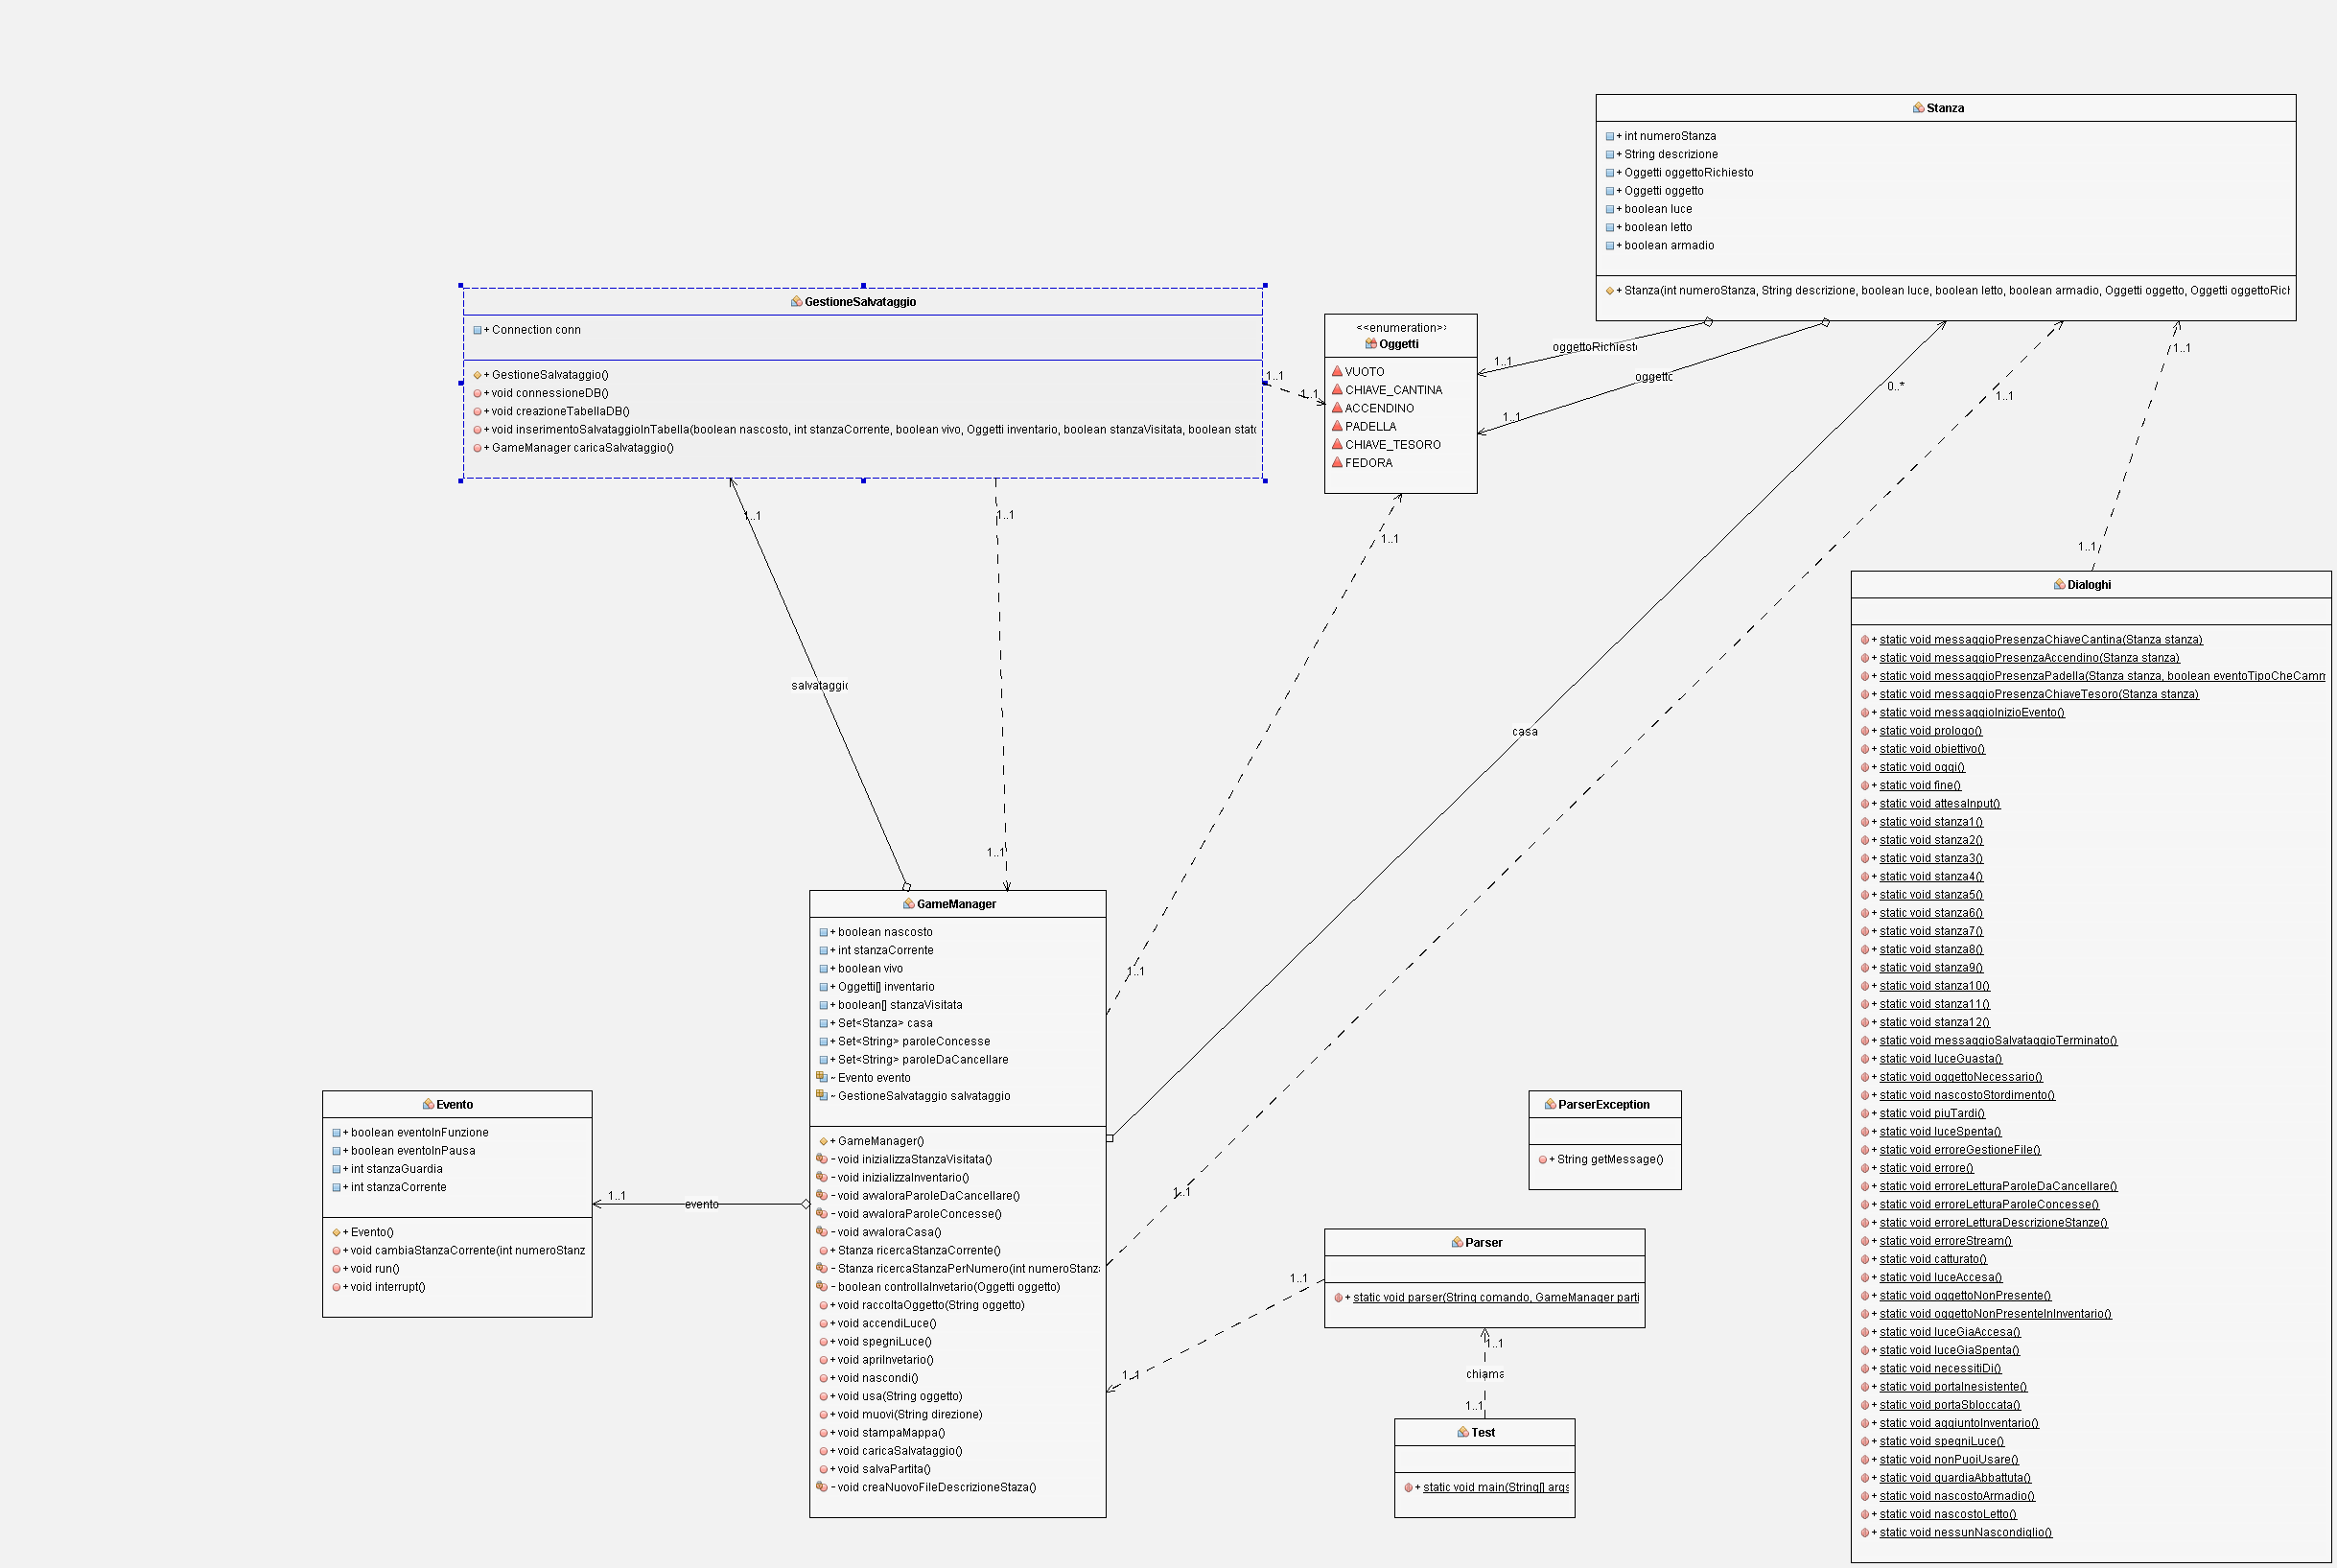 Stanza
+ int numeroStanza
+ String descrizione
+ Oggetti oggettoRichiesto
+ Oggetti oggetto
+ boolean luce
+ boolean letto
+ boolean armadio
+ Stanza(int numeroStanza, String descrizione, boolean luce, boolean letto, boolean armadio, Oggetti oggetto, Oggetti oggettoRich
GestioneSalvataggio
+ Connection conn
+ GestioneSalvataggio()
+ void connessioneDB()
+ void creazioneTabellaDB()
+ void inserimentoSalvataggioInTabella(boolean nascosto, int stanzaCorrente, boolean vivo, Oggetti inventario, boolean stanzaVisitata, boolean stato
+ GameManager caricaSalvataggio()
<<enumeration>>
Oggetti
VUOTO
CHIAVE_CANTINA
ACCENDINO
PADELLA
CHIAVE_TESORO
FEDORA
oggettoRichiesto
1..1
oggetto
1..1
1..1
1..1
0..*
1..1
1..1
1..1
1..1
1..1
1..1
salvataggio
1..1
casa
1..1
1..1
Dialoghi
+ static void messaggioPresenzaChiaveCantina(Stanza stanza)
+ static void messaggioPresenzaAccendino(Stanza stanza)
+ static void messaggioPresenzaPadella(Stanza stanza, boolean eventoTipoCheCamm
+ static void messaggioPresenzaChiaveTesoro(Stanza stanza)
+ static void messaggioInizioEvento()
+ static void prologo()
+ static void obiettivo()
+ static void oggi()
+ static void fine()
+ static void attesaInput()
+ static void stanza1()
+ static void stanza2()
+ static void stanza3()
+ static void stanza4()
+ static void stanza5()
+ static void stanza6()
+ static void stanza7()
+ static void stanza8()
+ static void stanza9()
+ static void stanza10()
+ static void stanza11()
+ static void stanza12()
+ static void messaggioSalvataggioTerminato()
+ static void luceGuasta()
+ static void oggettoNecessario()
+ static void nascostoStordimento()
+ static void piuTardi()
+ static void luceSpenta()
+ static void erroreGestioneFile()
+ static void errore()
+ static void erroreLetturaParoleDaCancellare()
+ static void erroreLetturaParoleConcesse()
+ static void erroreLetturaDescrizioneStanze()
+ static void erroreStream()
+ static void catturato()
+ static void luceAccesa()
+ static void oggettoNonPresente()
+ static void oggettoNonPresenteInInventario()
+ static void luceGiaAccesa()
+ static void luceGiaSpenta()
+ static void necessitiDi()
+ static void portaInesistente()
+ static void portaSbloccata()
+ static void aggiuntoInventario()
+ static void spegniLuce()
+ static void nonPuoiUsare()
+ static void guardiaAbbattuta()
+ static void nascostoArmadio()
+ static void nascostoLetto()
+ static void nessunNascondiglio()
GameManager
+ boolean nascosto
+ int stanzaCorrente
+ boolean vivo
+ Oggetti[] inventario
+ boolean[] stanzaVisitata
+ Set<Stanza> casa
+ Set<String> paroleConcesse
+ Set<String> paroleDaCancellare
~ Evento evento
~ GestioneSalvataggio salvataggio
+ GameManager()
- void inizializzaStanzaVisitata()
- void inizializzaInventario()
- void avvaloraParoleDaCancellare()
- void avvaloraParoleConcesse()
- void avvaloraCasa()
+ Stanza ricercaStanzaCorrente()
- Stanza ricercaStanzaPerNumero(int numeroStanza
- boolean controllaInvetario(Oggetti oggetto)
+ void raccoltaOggetto(String oggetto)
+ void accendiLuce()
+ void spegniLuce()
+ void apriInvetario()
+ void nascondi()
+ void usa(String oggetto)
+ void muovi(String direzione)
+ void stampaMappa()
+ void caricaSalvataggio()
+ void salvaPartita()
- void creaNuovoFileDescrizioneStaza()
Evento
+ boolean eventoInFunzione
+ boolean eventoInPausa
+ int stanzaGuardia
+ int stanzaCorrente
+ Evento()
+ void cambiaStanzaCorrente(int numeroStanz
+ void run()
+ void interrupt()
1..1
evento
ParserException
+ String getMessage()
1..1
Parser
+ static void parser(String comando, GameManager parti
1..1
1..1
1..1
chiama
1..1
Test
+ static void main(String[] args